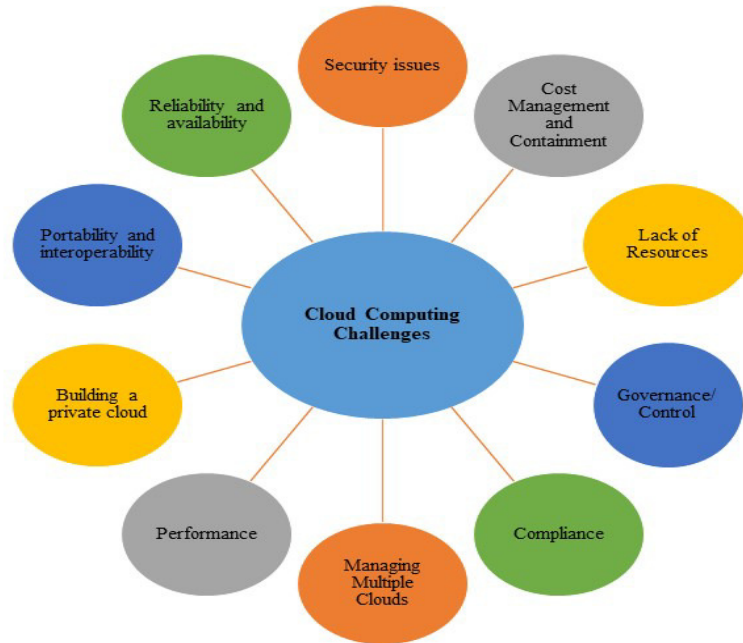 Security issues
Cost
Management
and
Containment
Lack of
Resources
Governance/
Control
Compliance
Managing
Multiple
Clouds
Performance
Building a
private cloud
Portability and
interoperability
Reliability and
availability
Cloud Computing
Challenges